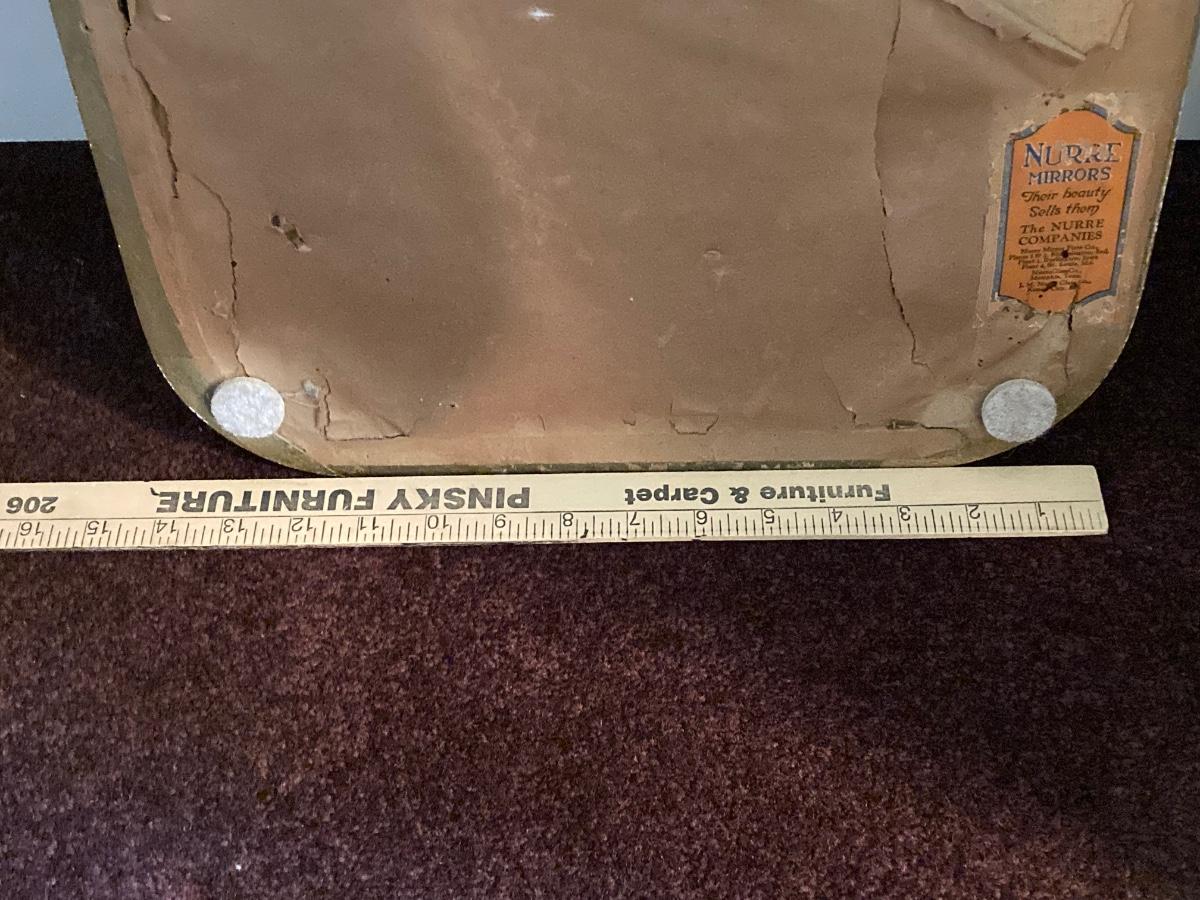 NURRE
MIRRORS
Their beauty
Sells them
The NURRE
COMPANIES
Furniture & Carpet
PINSKY FURNITURE, 206
1 2 3 4 5 6 7 8 9 10 11 12 13 14 15 16